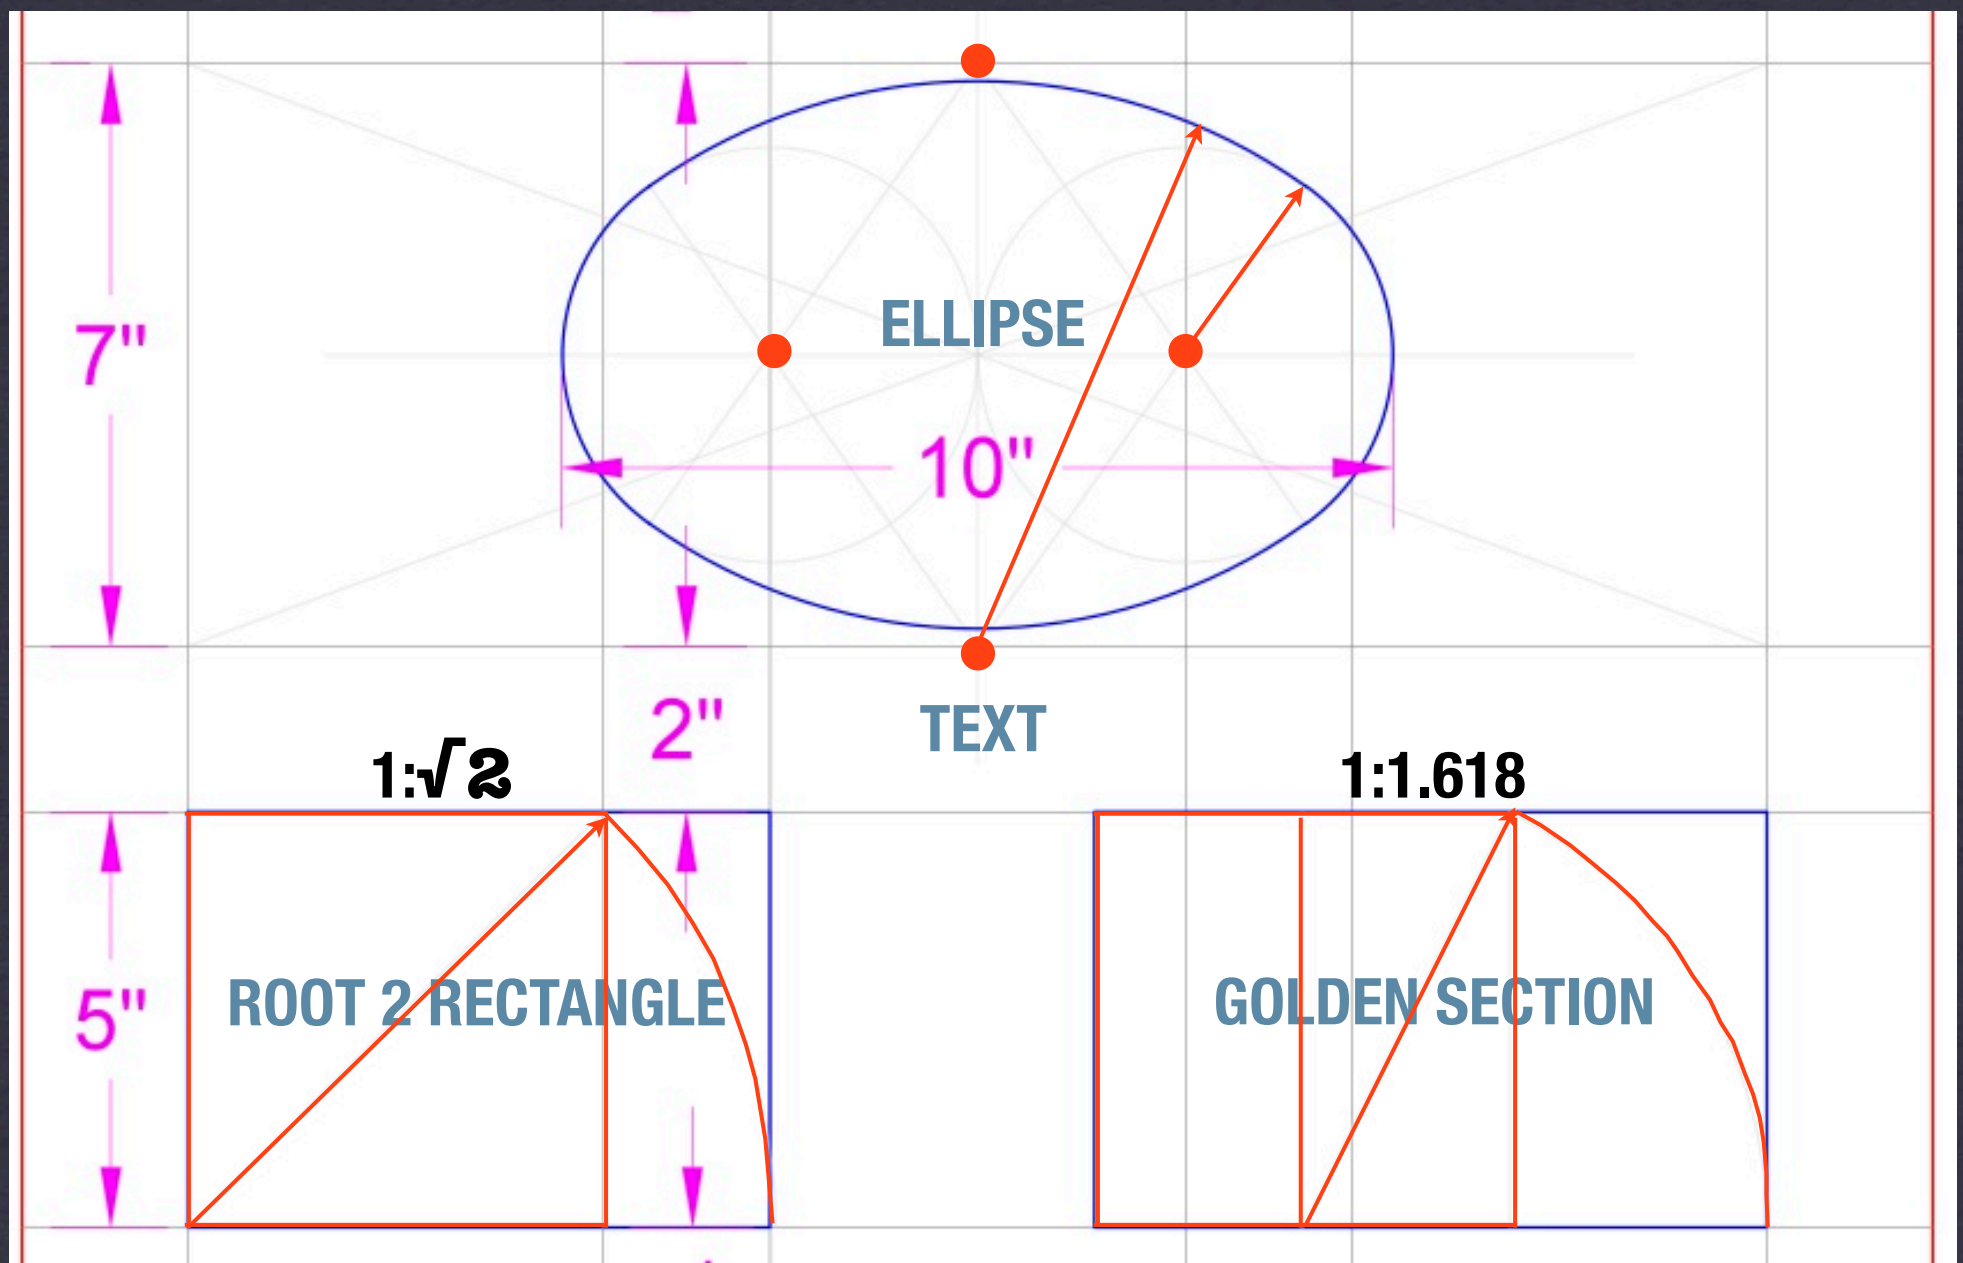 7"
ELLIPSE
10"
2"
TEXT
1:√2
1:1.618
5"
ROOT 2 RECTANGLE
GOLDEN SECTION